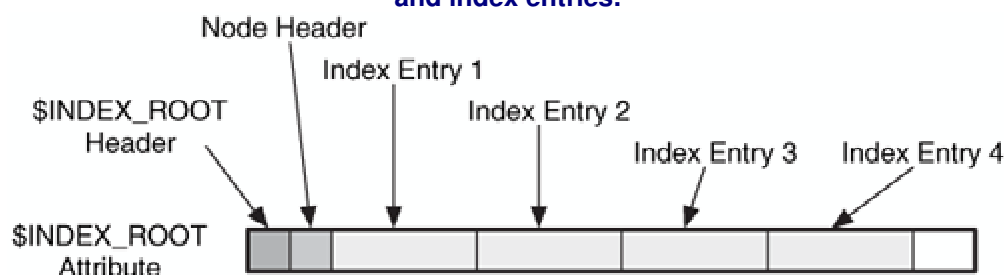 and index entries.
Node Header
Index Entry 1
Index Entry 2
$INDEX_ROOT
Header
Index Entry 3
Index Entry 4
$INDEX_ROOT
Attribute